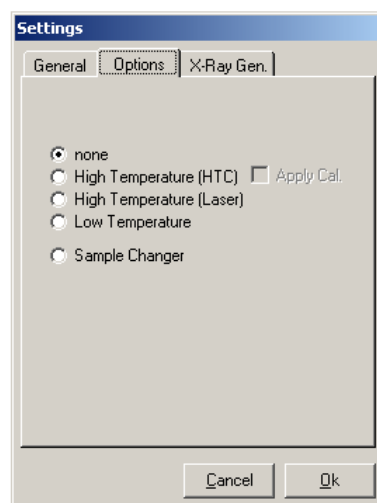 Settings
General Options X-Ray Gen.
none
High Temperature (HTC) Apply Cal.
High Temperature (Laser)
Low Temperature
Sample Changer
Cancel Ok